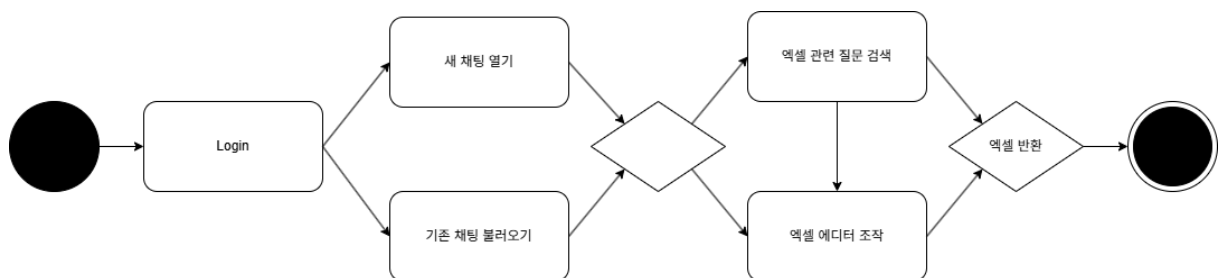 Login
새 채팅 열기
기존 채팅 불러오기
엑셀 관련 질문 검색
엑셀 에디터 조작
엑셀 반환